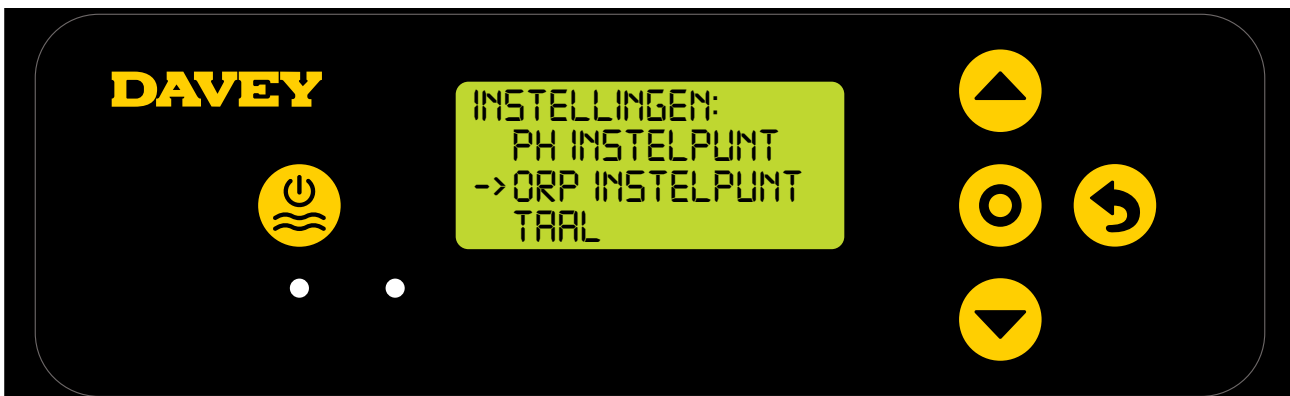 DAVEY
INSTELLINGEN:
PH INSTELPUNT
->ORP INSTELPUNT
TAAL